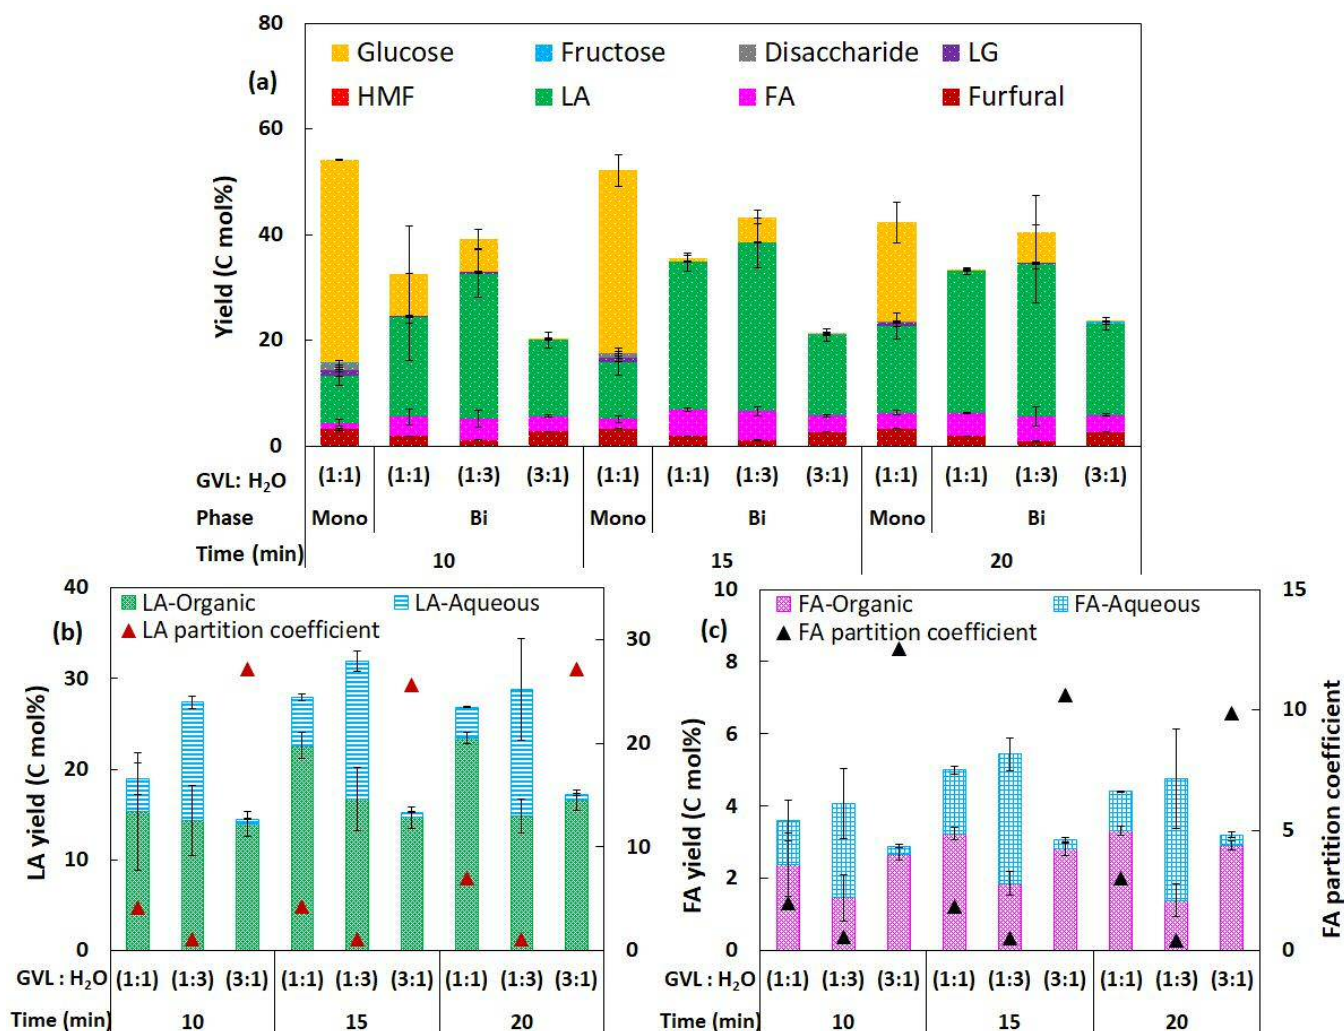 80
Glucose Fructose Disaccharide LG
(a)
HMF LA FA Furfural
60
40
20
0
Yield (C mol%)
GVL: H₂O (1:1) (1:1) (1:3) (3:1) (1:1) (1:1) (1:3) (3:1) (1:1) (1:1) (1:3) (3:1)
Phase Mono Bi Mono Bi Mono Bi
Time (min) 10 15 20
40
LA-Organic LA-Aqueous
(b)
LA partition coefficient
30
20
10
0
LA yield (C mol%)
30
20
10
0
GVL : H₂O (1:1) (1:3) (3:1) (1:1) (1:3) (3:1) (1:1) (1:3) (3:1)
Time (min) 10 15 20
10
FA-Organic FA-Aqueous
(c)
FA partition coefficient
8
6
4
2
0
FA yield (C mol%)
15
10
5
0
FA partition coefficient
GVL : H₂O (1:1) (1:3) (3:1) (1:1) (1:3) (3:1) (1:1) (1:3) (3:1)
Time (min) 10 15 20